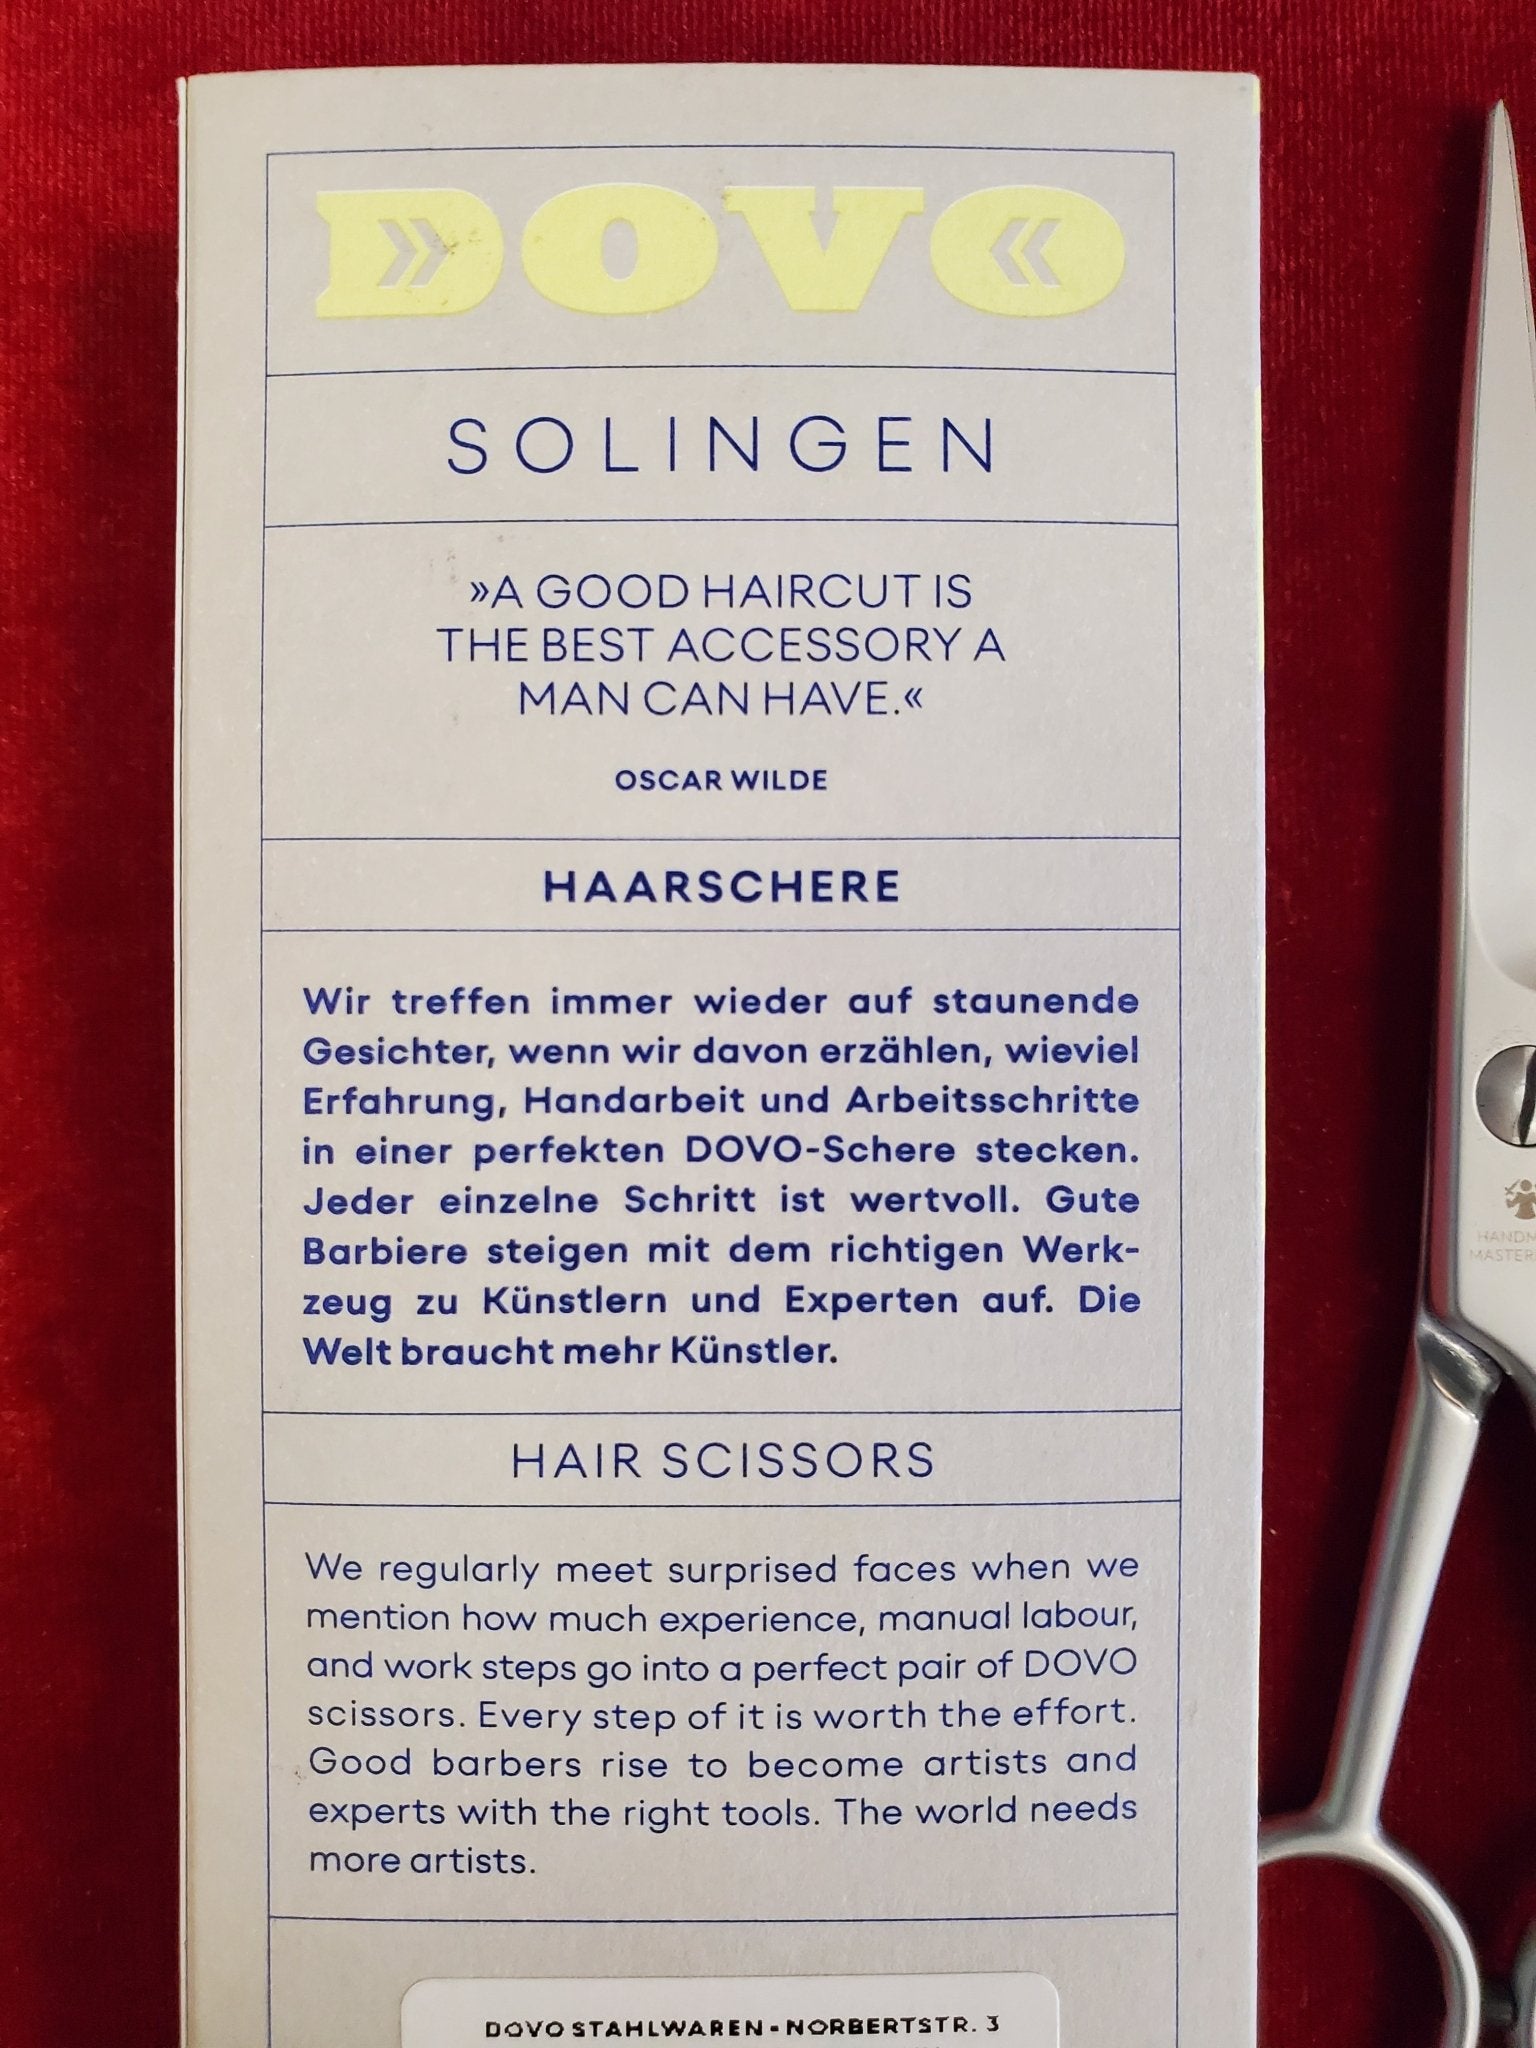 DOVO
SOLINGEN
»A GOOD HAIRCUT IS
THE BEST ACCESSORY A
MAN CAN HAVE.«
OSCAR WILDE
HAARSCHERE
Wir treffen immer wieder auf staunende
Gesichter, wenn wir davon erzählen, wieviel
Erfahrung, Handarbeit und Arbeitsschritte
in einer perfekten DOVO-Schere stecken.
Jeder einzelne Schritt ist wertvoll. Gute
Barbiere steigen mit dem richtigen Werk-
zeug zu Künstlern und Experten auf. Die
Welt braucht mehr Künstler.
HAIR SCISSORS
We regularly meet surprised faces when we
mention how much experience, manual labour,
and work steps go into a perfect pair of DOVO
scissors. Every step of it is worth the effort.
Good barbers rise to become artists and
experts with the right tools. The world needs
more artists.
DOVO STAHLWAREN - NORBERTSTR. 3